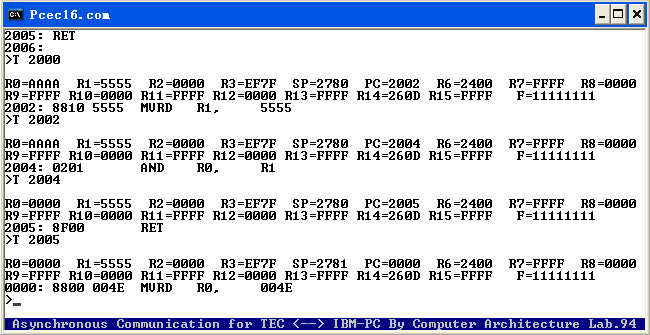 Pcec16.com
2005: RET
2006:
>T 2000
R0=AAAA R1=5555 R2=0000 R3=EF7F SP=2780 PC=2002 R6=2400 R7=FFFF R8=0000
R9=FFFF R10=0000 R11=FFFF R12=0000 R13=FFFF R14=260D R15=FFFF F=11111111
2002: 8810 5555 MVRD R1, 5555
>T 2002
R0=AAAA R1=5555 R2=0000 R3=EF7F SP=2780 PC=2004 R6=2400 R7=FFFF R8=0000
R9=FFFF R10=0000 R11=FFFF R12=0000 R13=FFFF R14=260D R15=FFFF F=11111111
2004: 0201 AND R0, R1
>T 2004
R0=0000 R1=5555 R2=0000 R3=EF7F SP=2780 PC=2005 R6=2400 R7=FFFF R8=0000
R9=FFFF R10=0000 R11=FFFF R12=0000 R13=FFFF R14=260D R15=FFFF F=11111111
2005: 8F00 RET
>T 2005
R0=0000 R1=5555 R2=0000 R3=EF7F SP=2781 PC=0000 R6=2400 R7=FFFF R8=0000
R9=FFFF R10=0000 R11=FFFF R12=0000 R13=FFFF R14=260D R15=FFFF F=11111111
0000: 8800 004E MVRD R0, 004E
>_
Asynchronous Communication for TEC <--> IBM-PC By Computer Architecture Lab.94